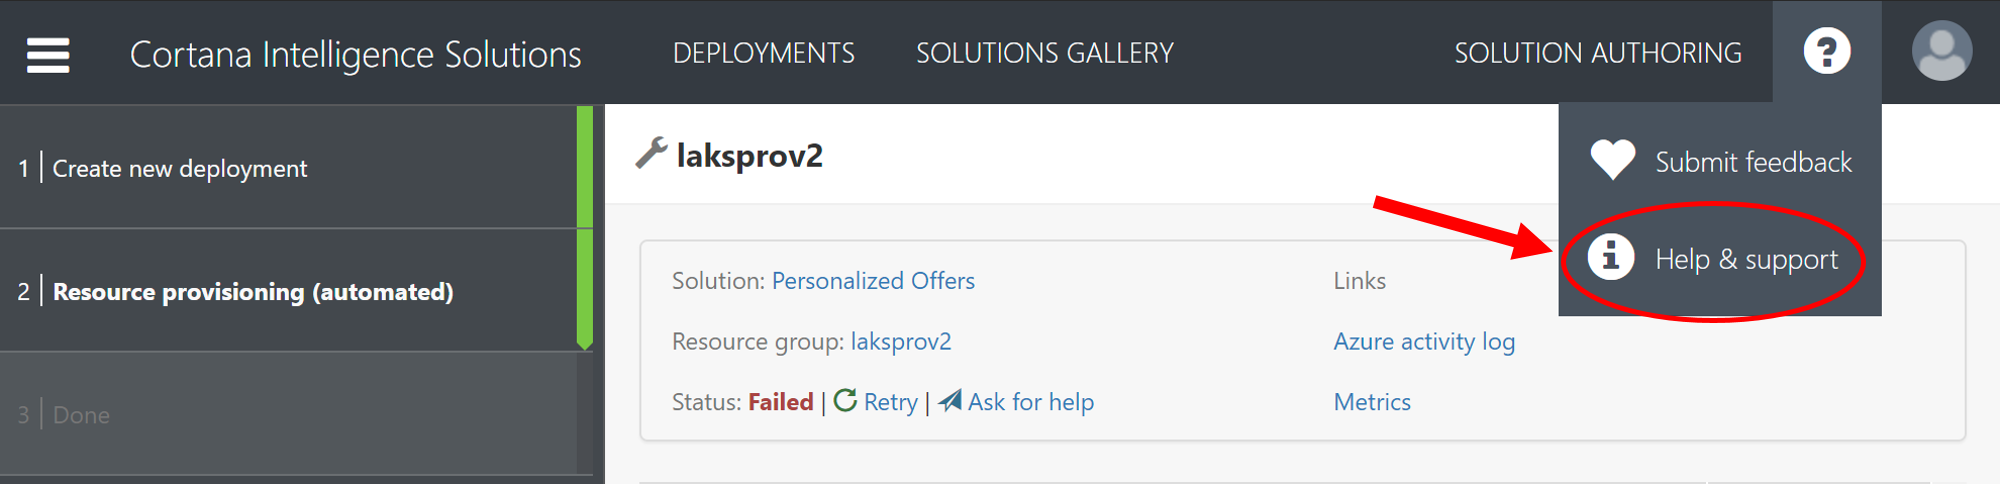 Cortana Intelligence Solutions DEPLOYMENTS SOLUTIONS GALLERY SOLUTION AUTHORING ?
1 | Create new deployment
2 | Resource provisioning (automated)
3 | Done
laksprov2
Solution: Personalized Offers
Resource group: laksprov2
Status: Failed | Retry | Ask for help
Links
Azure activity log
Metrics
Submit feedback
Help & support